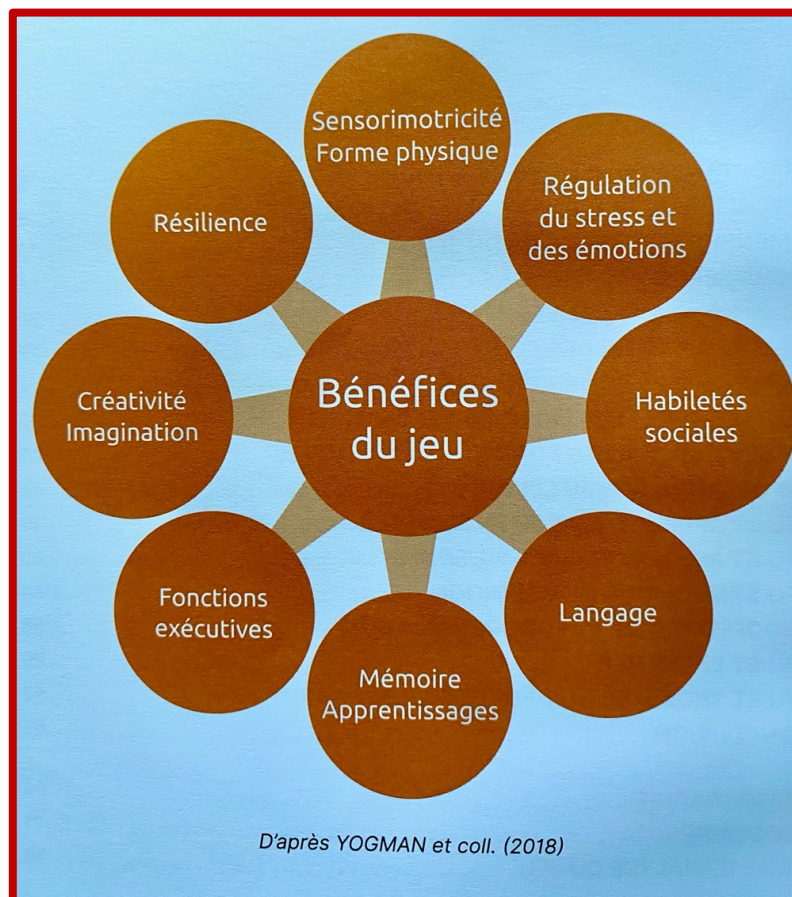 Bénéfices
du jeu
Sensorimotricité
Forme physique
Régulation
du stress et
des émotions
Habiletés
sociales
Langage
Mémoire
Apprentissages
Fonctions
exécutives
Créativité
Imagination
Résilience
D'après YOGMAN et coll. (2018)